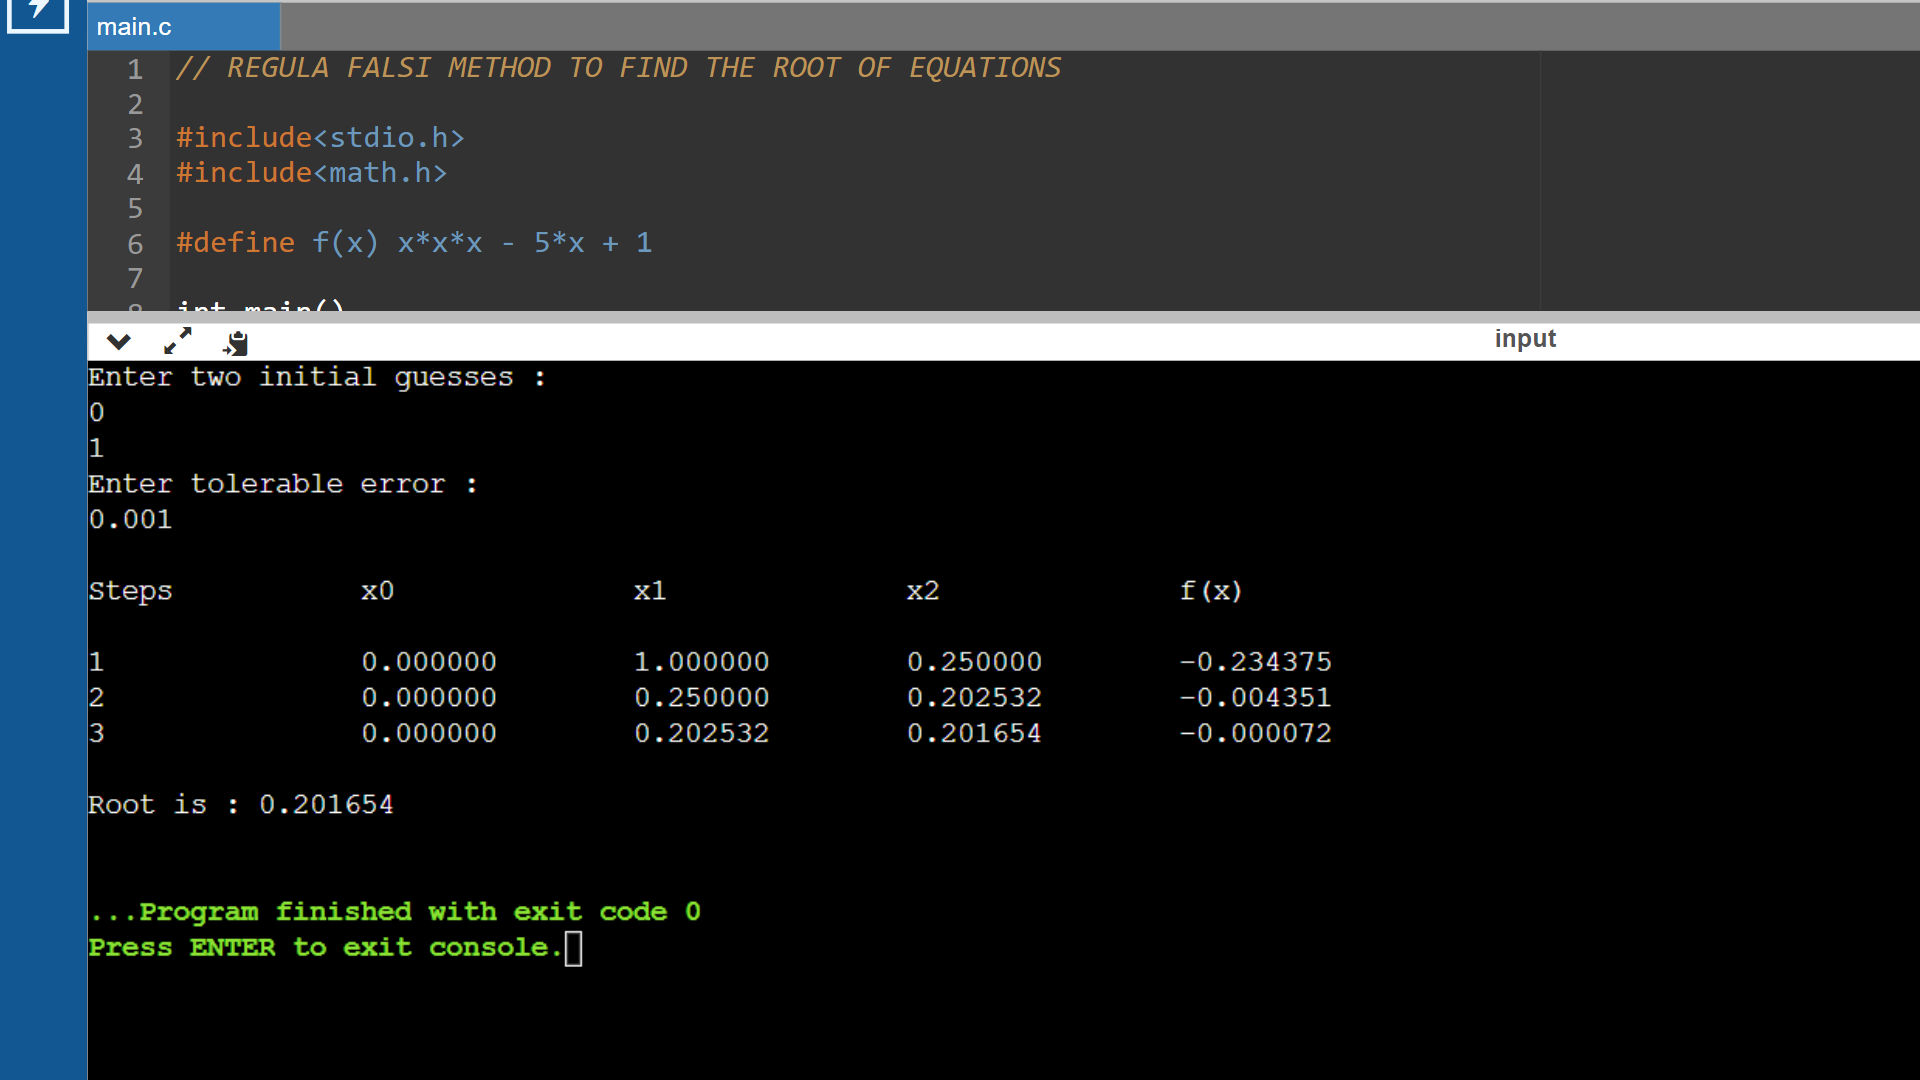 main.c
1 // REGULA FALSI METHOD TO FIND THE ROOT OF EQUATIONS
2
3 #include<stdio.h>
4 #include<math.h>
5
6 #define f(x) x*x*x - 5*x + 1
7
8 int main()
input
Enter two initial guesses :
0
1
Enter tolerable error :
0.001
Steps x0 x1 x2 f(x)
1 0.000000 1.000000 0.250000 -0.234375
2 0.000000 0.250000 0.202532 -0.004351
3 0.000000 0.202532 0.201654 -0.000072
Root is : 0.201654
...Program finished with exit code 0
Press ENTER to exit console.